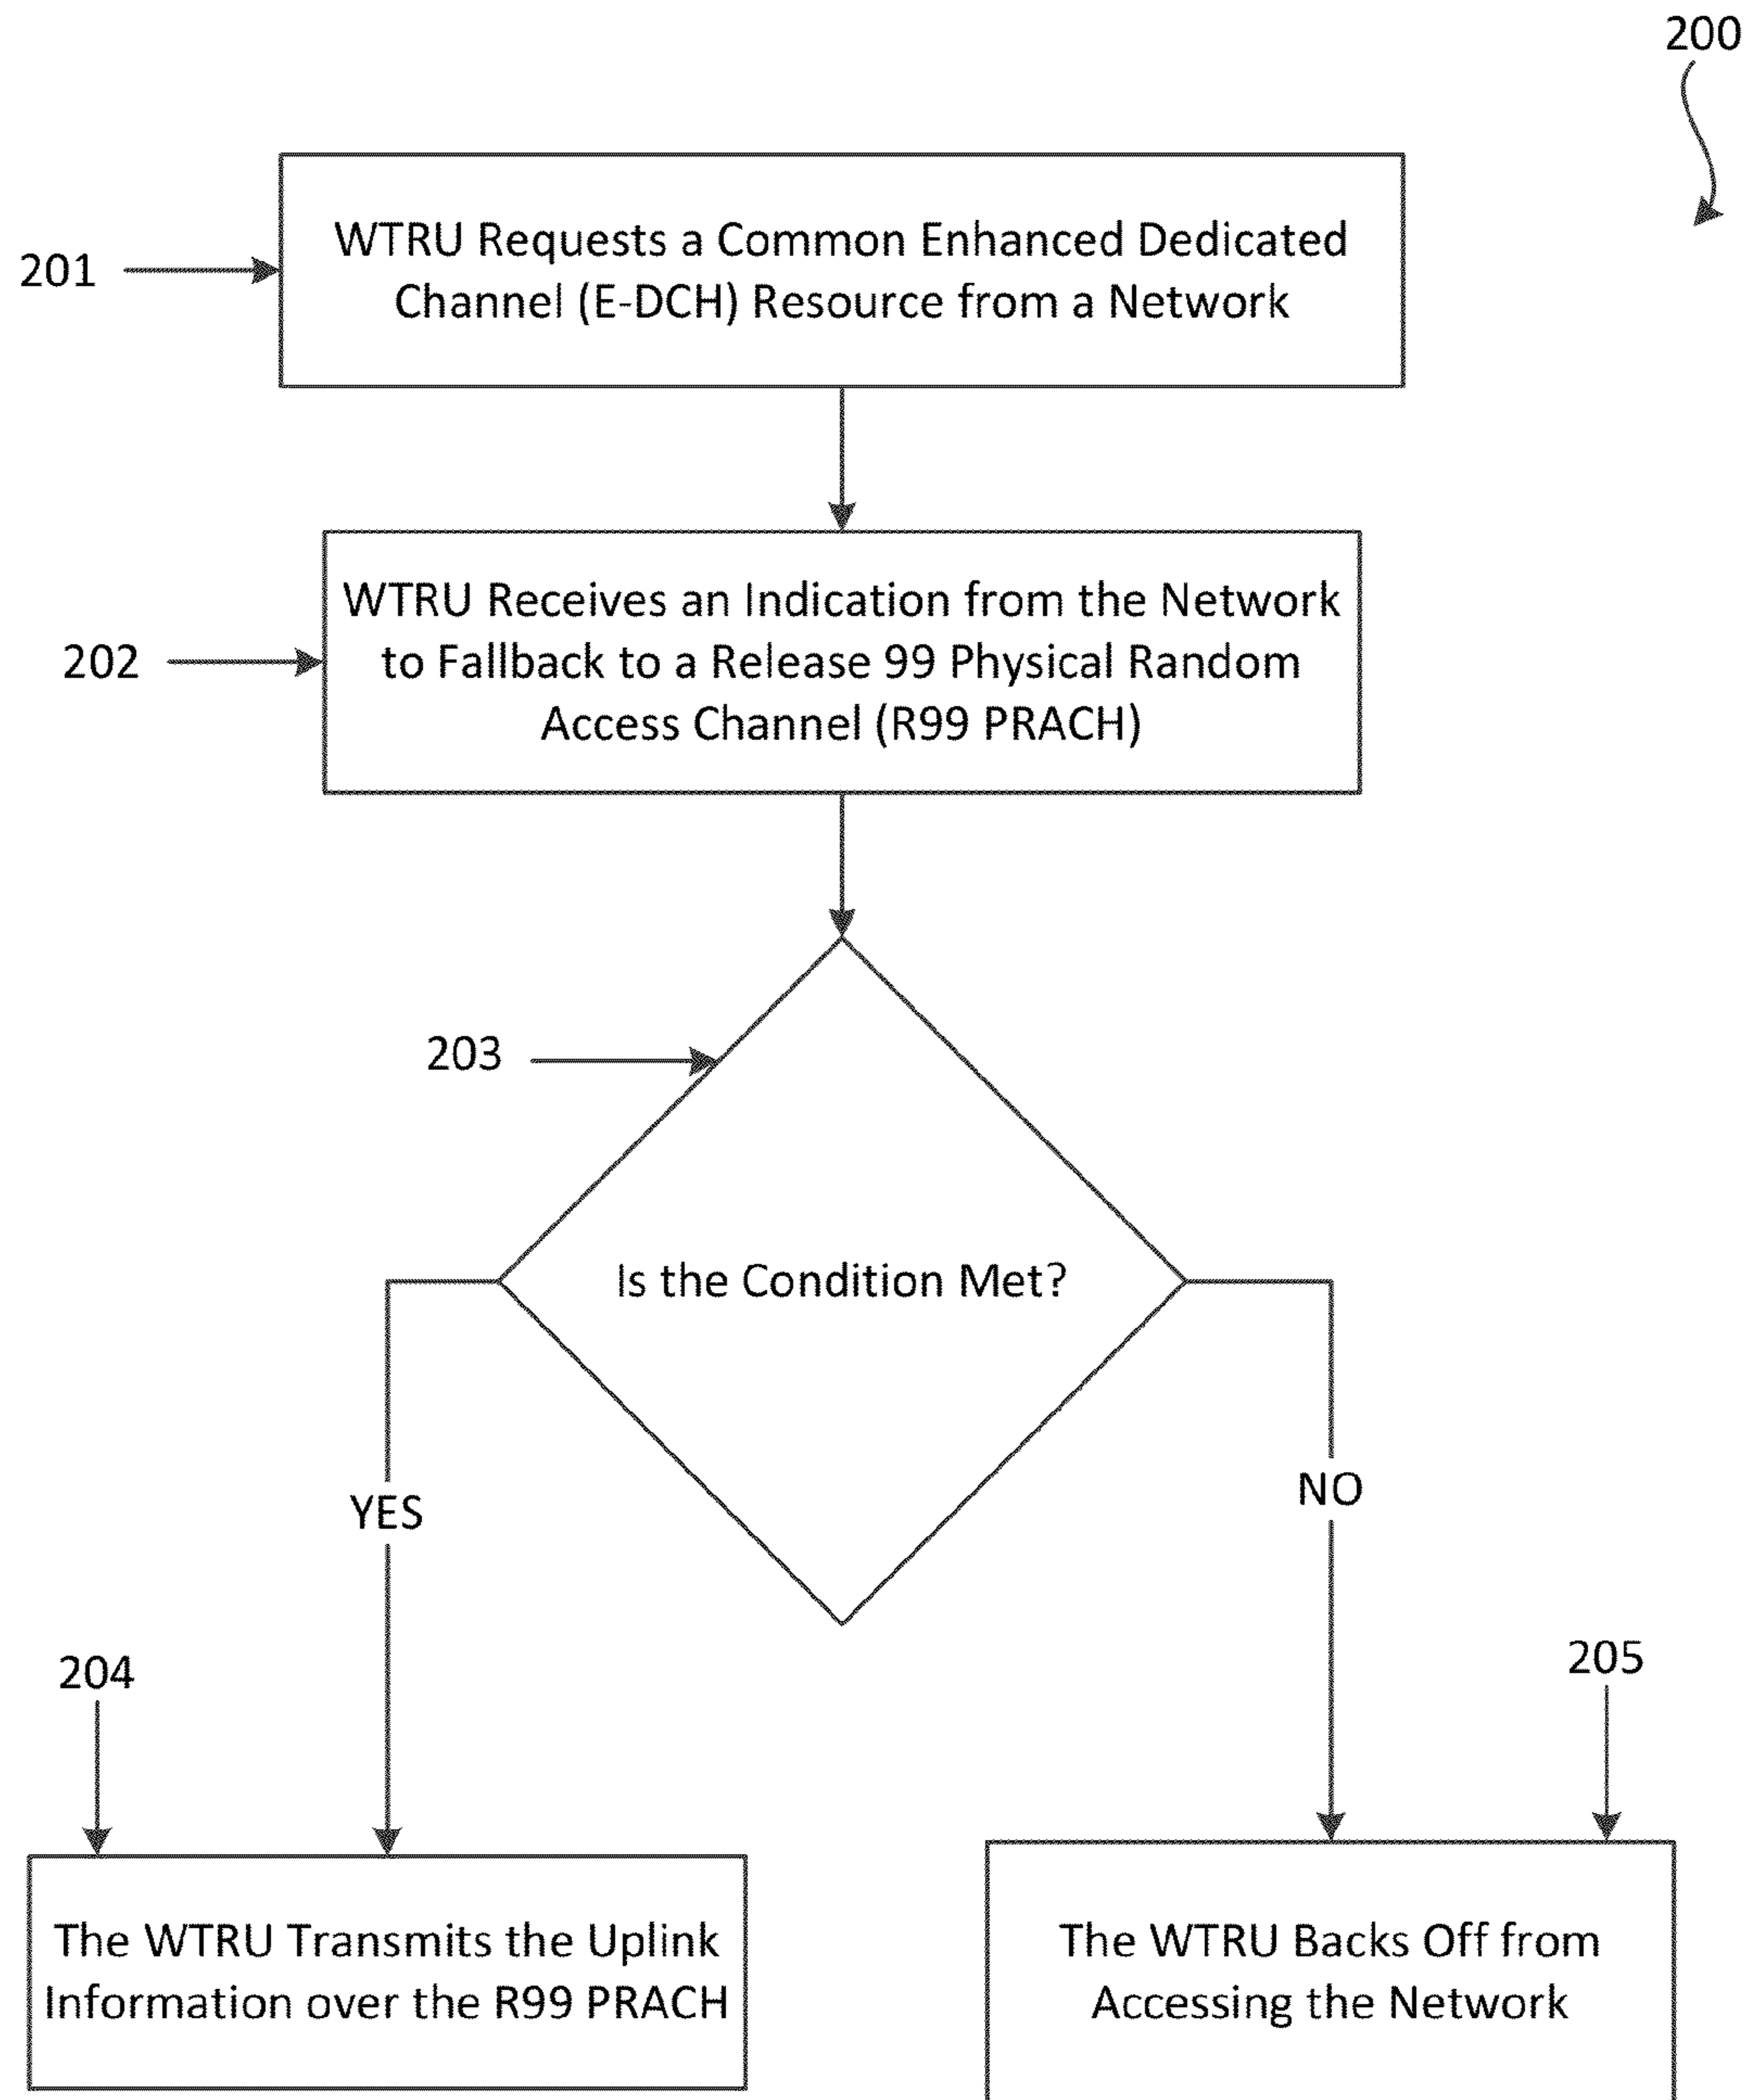 200
201
WTRU Requests a Common Enhanced Dedicated
Channel (E-DCH) Resource from a Network
202
WTRU Receives an Indication from the Network
to Fallback to a Release 99 Physical Random
Access Channel (R99 PRACH)
203
Is the Condition Met?
YES
NO
204
205
The WTRU Transmits the Uplink
Information over the R99 PRACH
The WTRU Backs Off from
Accessing the Network